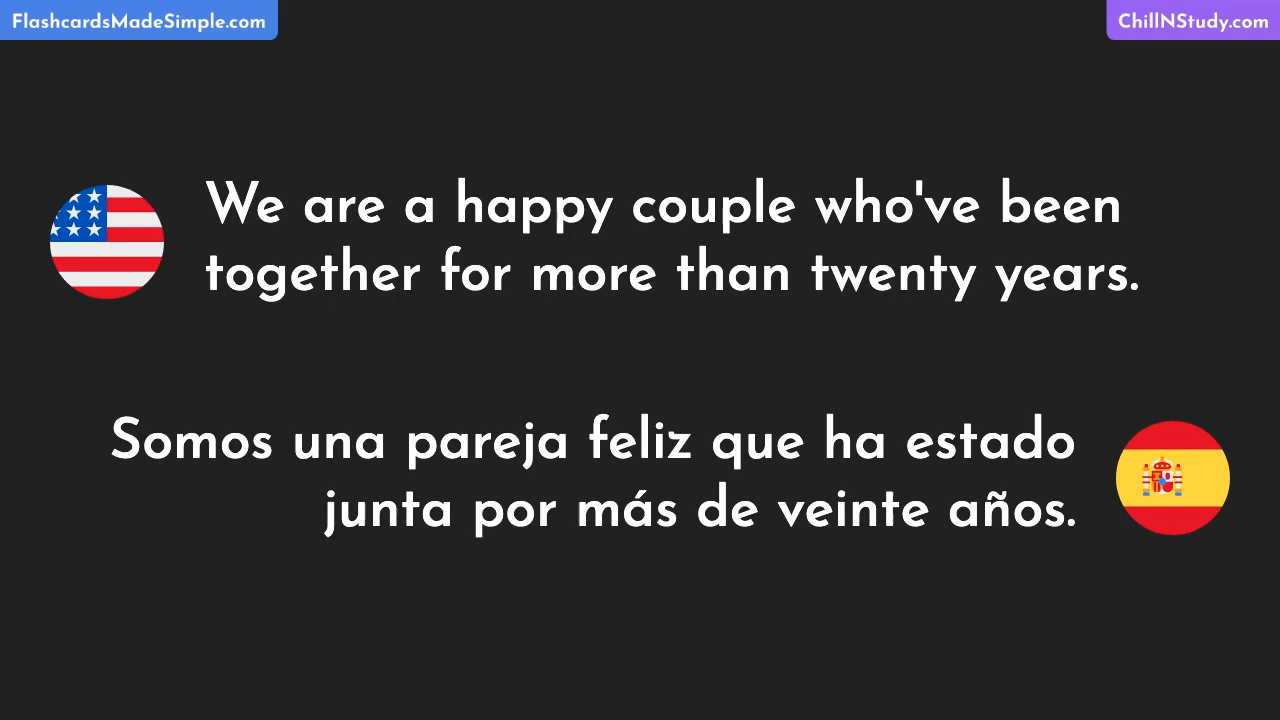 FlashcardsMadeSimple.com
ChillNStudy.com
We are a happy couple who've been
together for more than twenty years.
Somos una pareja feliz que ha estado
junta por más de veinte años.